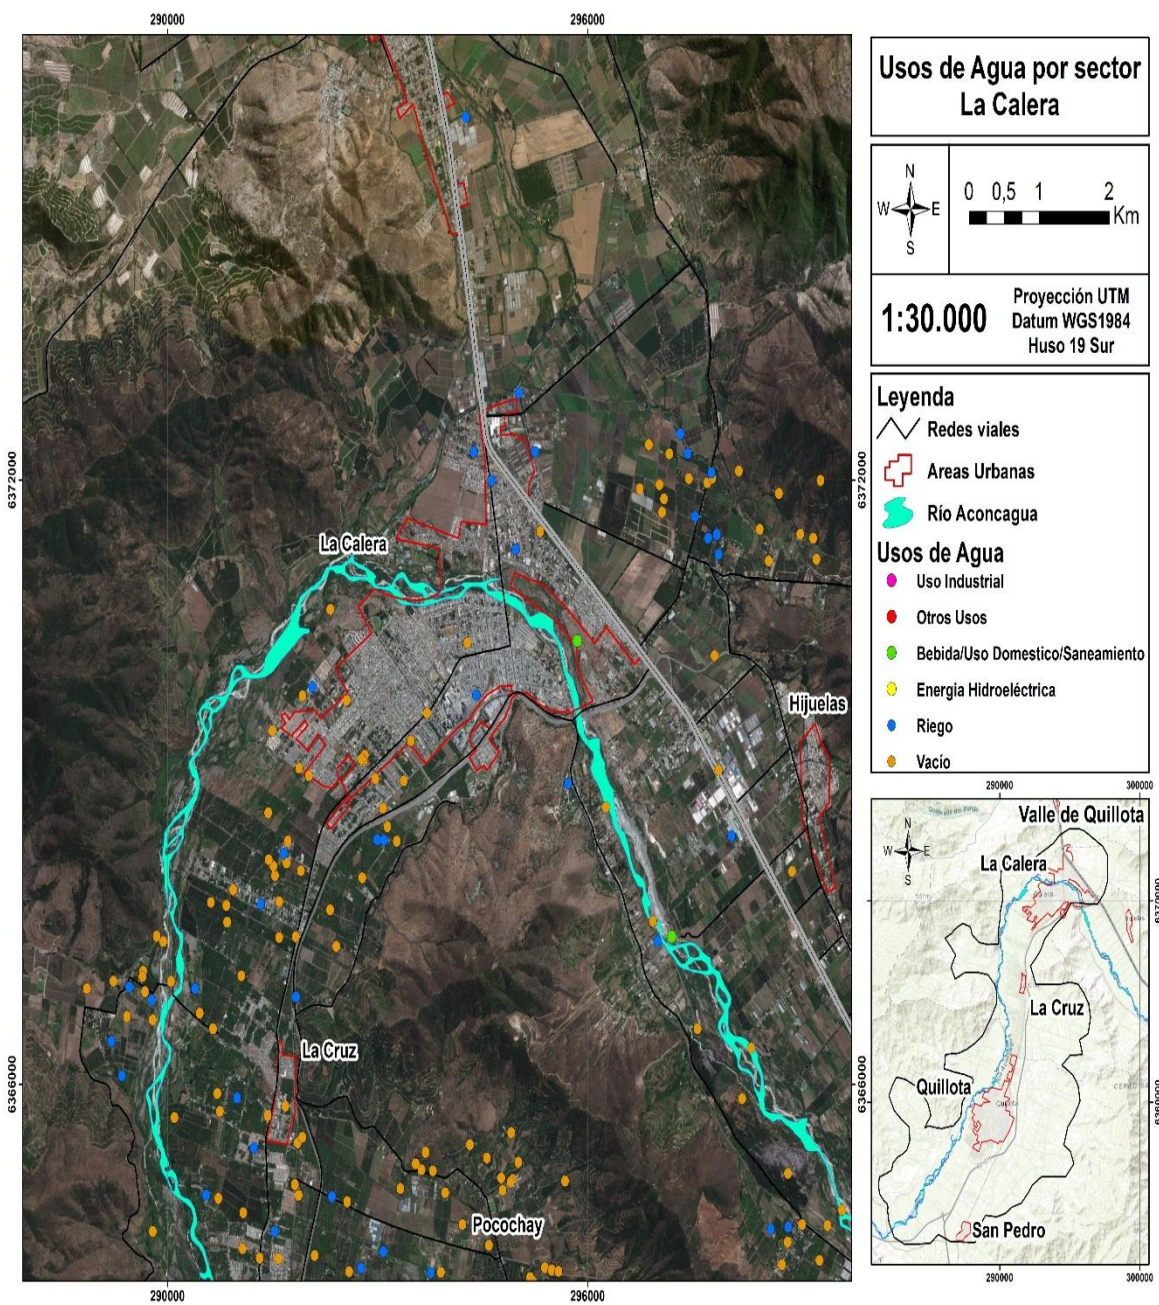 290000
296000
Usos de Agua por sector
La Calera
N
W
E
S
0 0,5 1 2
Km
1:30.000
Proyección UTM
Datum WGS1984
Huso 19 Sur
6372000
6372000
Leyenda
Redes viales
Areas Urbanas
Río Aconcagua
Usos de Agua
Uso Industrial
Otros Usos
Bebida/Uso Domestico/Saneamiento
Energia Hidroeléctrica
Riego
Vacío
La Calera
Hijuelas
La Cruz
Pocochay
6366000
6366000
290000
296000
290000
300000
Valle de Quillota
N
W
E
S
La Calera
6370000
La Cruz
Quillota
Quillota
6360000
San Pedro
290000
300000